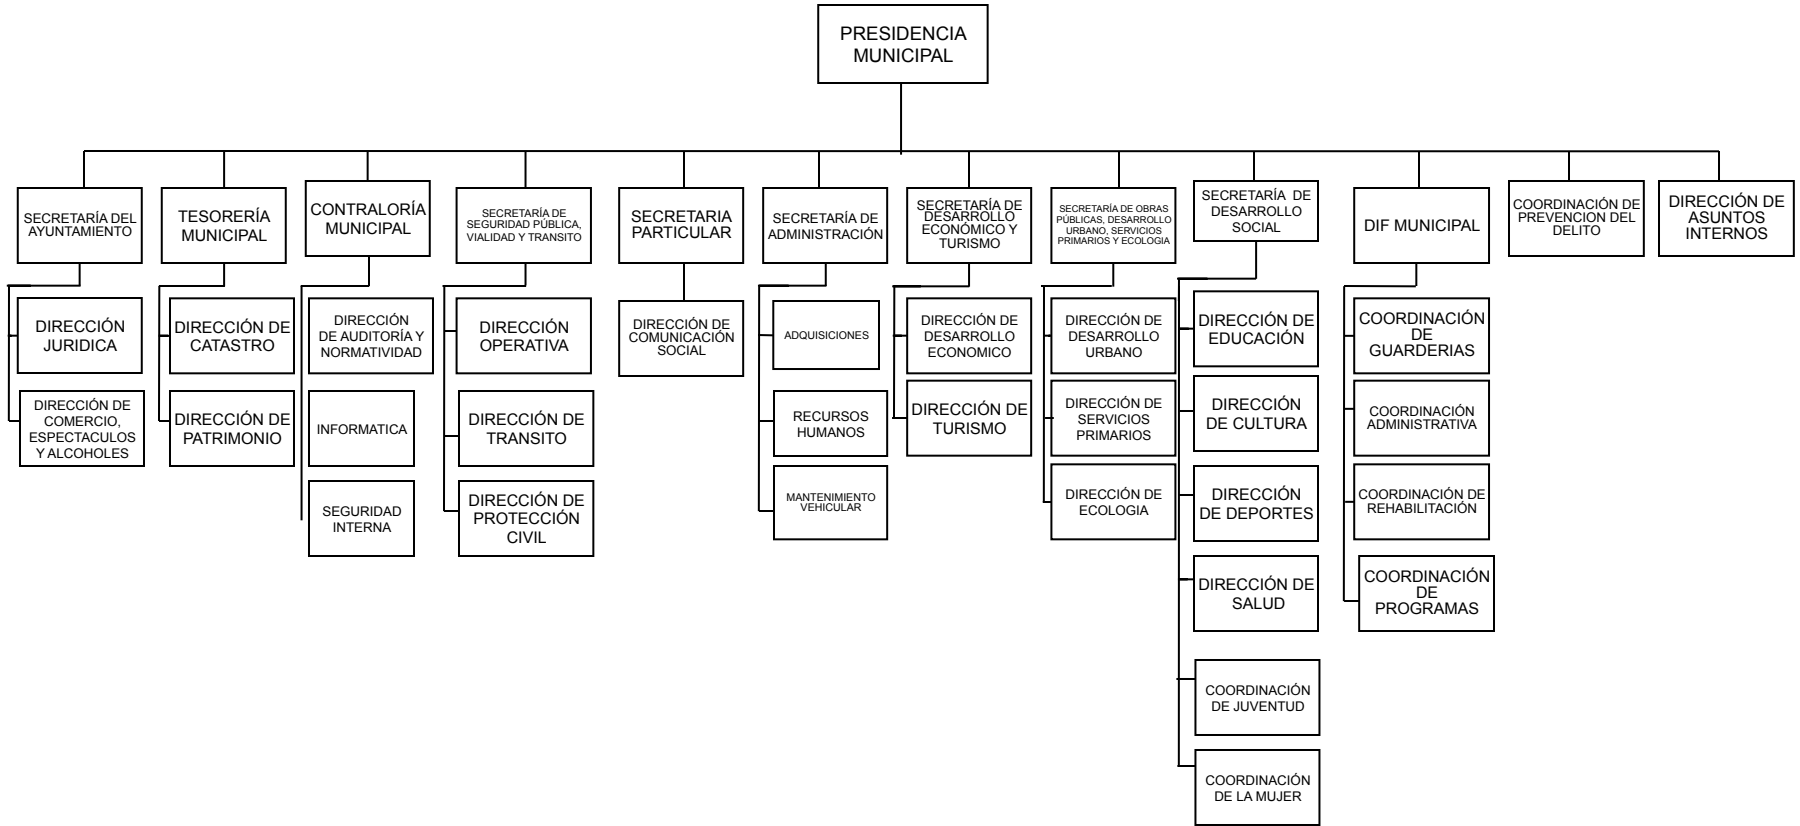 PRESIDENCIA
MUNICIPAL
SECRETARÍA DEL
AYUNTAMIENTO
TESORERÍA
MUNICIPAL
CONTRALORÍA
MUNICIPAL
SECRETARÍA DE
SEGURIDAD PÚBLICA,
VIALIDAD Y TRANSITO
SECRETARIA
PARTICULAR
SECRETARÍA DE
ADMINISTRACIÓN
SECRETARÍA DE
DESARROLLO
ECONÓMICO Y
TURISMO
SECRETARÍA DE OBRAS
PÚBLICAS, DESARROLLO
URBANO, SERVICIOS
PRIMARIOS Y ECOLOGIA
SECRETARÍA DE
DESARROLLO
SOCIAL
DIF MUNICIPAL
COORDINACIÓN DE
PREVENCION DEL
DELITO
DIRECCIÓN DE
ASUNTOS
INTERNOS
DIRECCIÓN
JURIDICA
DIRECCIÓN DE
COMERCIO,
ESPECTACULOS
Y ALCOHOLES
DIRECCIÓN DE
CATASTRO
DIRECCIÓN DE
PATRIMONIO
DIRECCIÓN
DE AUDITORÍA Y
NORMATIVIDAD
INFORMATICA
SEGURIDAD
INTERNA
DIRECCIÓN
OPERATIVA
DIRECCIÓN DE
TRANSITO
DIRECCIÓN DE
PROTECCIÓN
CIVIL
DIRECCIÓN DE
COMUNICACIÓN
SOCIAL
ADQUISICIONES
RECURSOS
HUMANOS
MANTENIMIENTO
VEHICULAR
DIRECCIÓN DE
DESARROLLO
ECONOMICO
DIRECCIÓN DE
TURISMO
DIRECCIÓN DE
DESARROLLO
URBANO
DIRECCIÓN DE
SERVICIOS
PRIMARIOS
DIRECCIÓN DE
ECOLOGIA
DIRECCIÓN DE
EDUCACIÓN
DIRECCIÓN
DE CULTURA
DIRECCIÓN
DE DEPORTES
DIRECCIÓN DE
SALUD
COORDINACIÓN
DE JUVENTUD
COORDINACIÓN
DE LA MUJER
COORDINACIÓN
DE
GUARDERIAS
COORDINACIÓN
ADMINISTRATIVA
COORDINACIÓN DE
REHABILITACIÓN
COORDINACIÓN
DE
PROGRAMAS